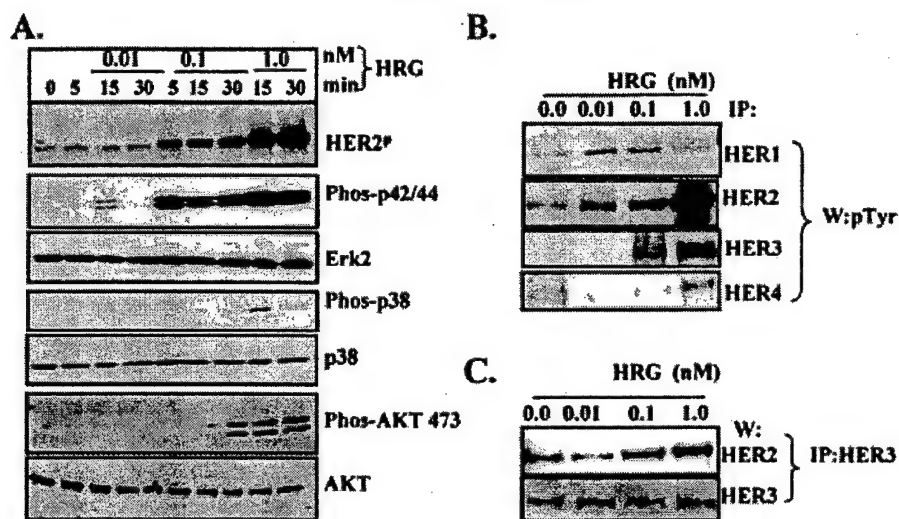 A.
0.01 0.1 1.0 nM
HRG
0 5 15 30 5 15 30 15 30 min
HER2#
Phos-p42/44
Erk2
Phos-p38
p38
Phos-AKT 473
AKT
B.
HRG (nM)
0.0 0.01 0.1 1.0 IP:
HER1
HER2
W:pTyr
HER3
HER4
C.
HRG (nM)
0.0 0.01 0.1 1.0
W:
HER2
IP:HER3
HER3